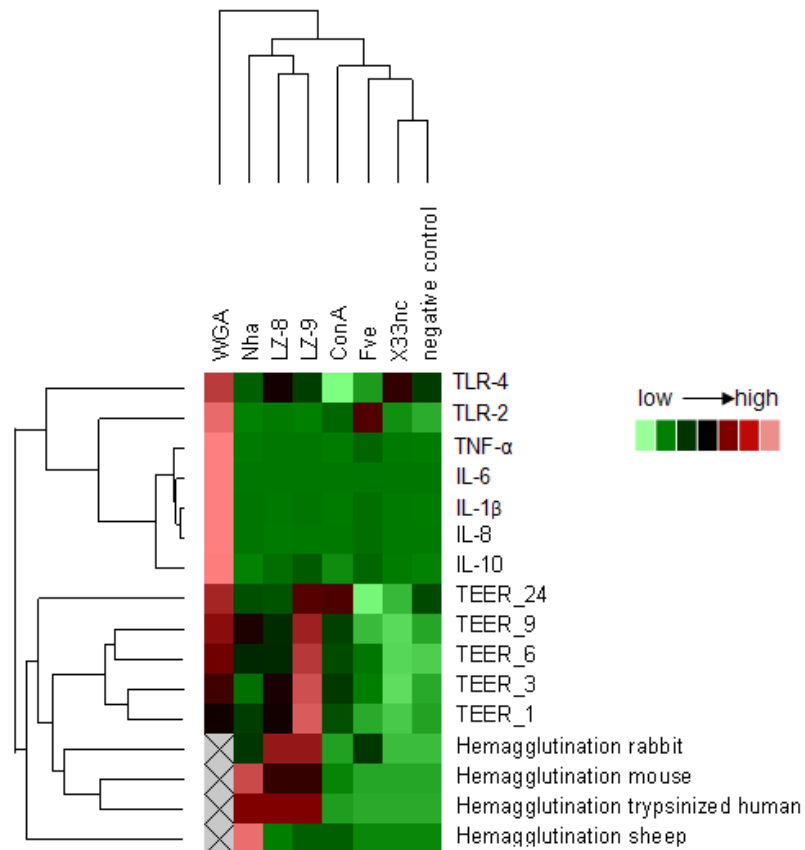 WGA
Nha
LZ-8
LZ-9
ConA
Fve
X33nc
negative control
TLR-4
TLR-2
TNF-α
IL-6
IL-1β
IL-8
IL-10
TEER_24
TEER_9
TEER_6
TEER_3
TEER_1
Hemagglutination rabbit
Hemagglutination mouse
Hemagglutination trypsinized human
Hemagglutination sheep
low high